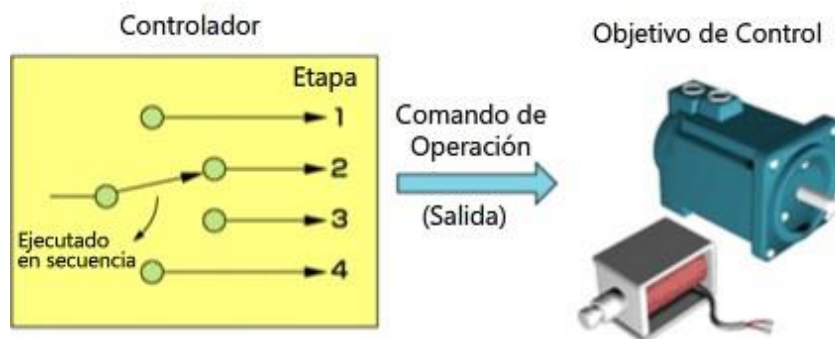 Controlador
Objetivo de Control
Etapa
1
2
3
4
Ejecutado
en secuencia
Comando de
Operación
(Salida)